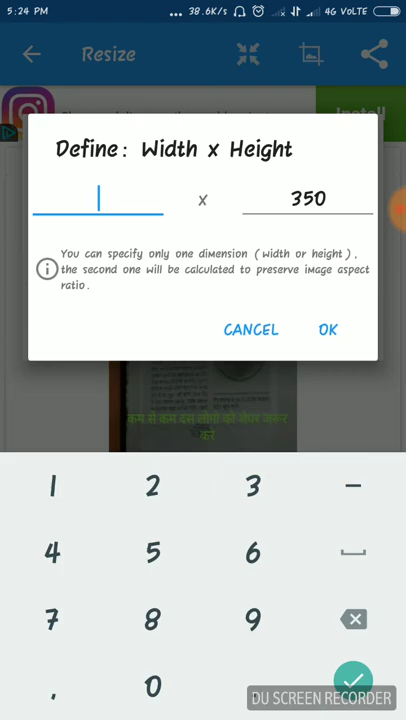 5:24 PM ... 38.6K/s 4G VoLTE
Resize
Install
Define: Width x Height
x 350
You can specify only one dimension (width or height),
the second one will be calculated to preserve image aspect
ratio.
CANCEL OK
कम से कम दस लोगों को शेयर जरूर
करे
1 2 3 -
4 5 6
7 8 9
, 0 .
DU SCREEN RECORDER